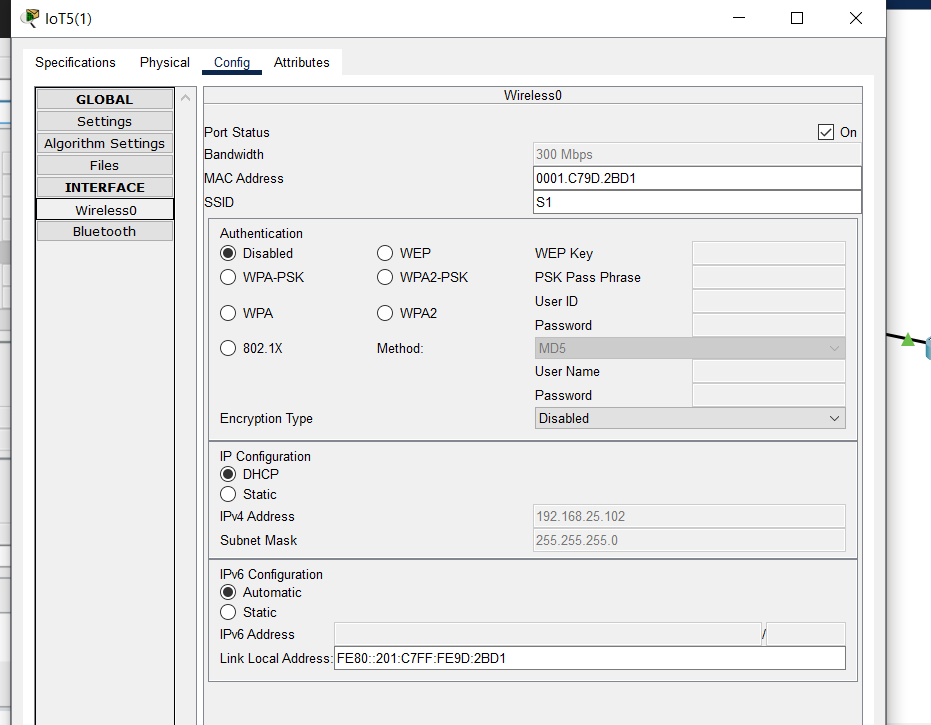 IoT5(1)
Specifications Physical Config Attributes
GLOBAL
Settings
Algorithm Settings
Files
INTERFACE
Wireless0
Bluetooth
Wireless0
Port Status On
Bandwidth 300 Mbps
MAC Address 0001.C79D.2BD1
SSID S1
Authentication
Disabled WEP WEP Key
WPA-PSK WPA2-PSK PSK Pass Phrase
User ID
WPA WPA2
Password
802.1X Method: MD5
User Name
Password
Encryption Type Disabled
IP Configuration
DHCP
Static
IPv4 Address 192.168.25.102
Subnet Mask 255.255.255.0
IPv6 Configuration
Automatic
Static
IPv6 Address /
Link Local Address: FE80::201:C7FF:FE9D:2BD1